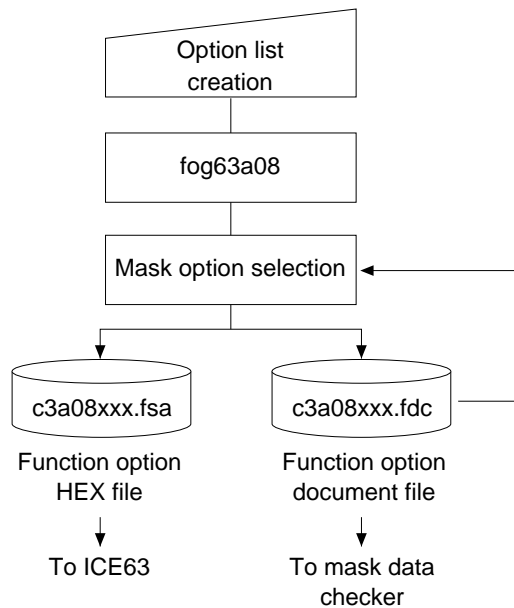 Option list
creation
fog63a08
Mask option selection
c3a08xxx.fsa
c3a08xxx.fdc
Function option
HEX file
Function option
document file
To ICE63
To mask data
checker